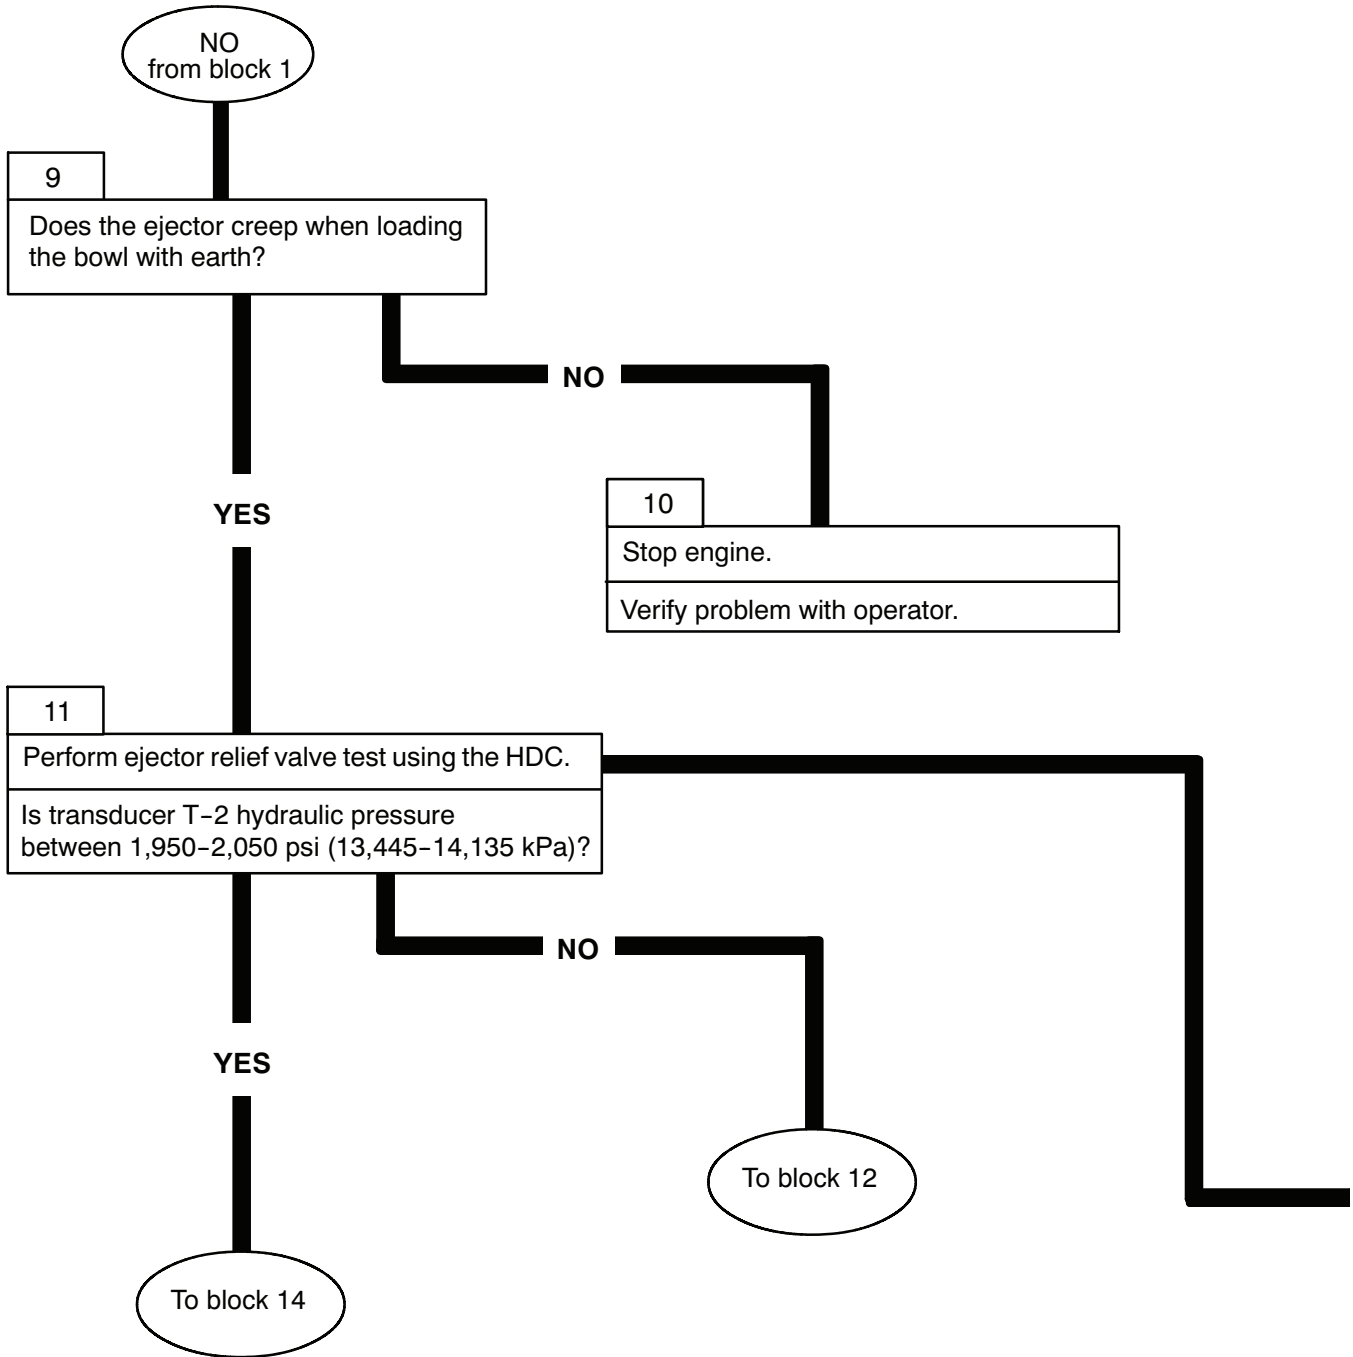 NO
from block 1
9
Does the ejector creep when loading
the bowl with earth?
NO
YES
10
Stop engine.
Verify problem with operator.
11
Perform ejector relief valve test using the HDC.
Is transducer T-2 hydraulic pressure
between 1,950-2,050 psi (13,445-14,135 kPa)?
NO
YES
To block 12
To block 14